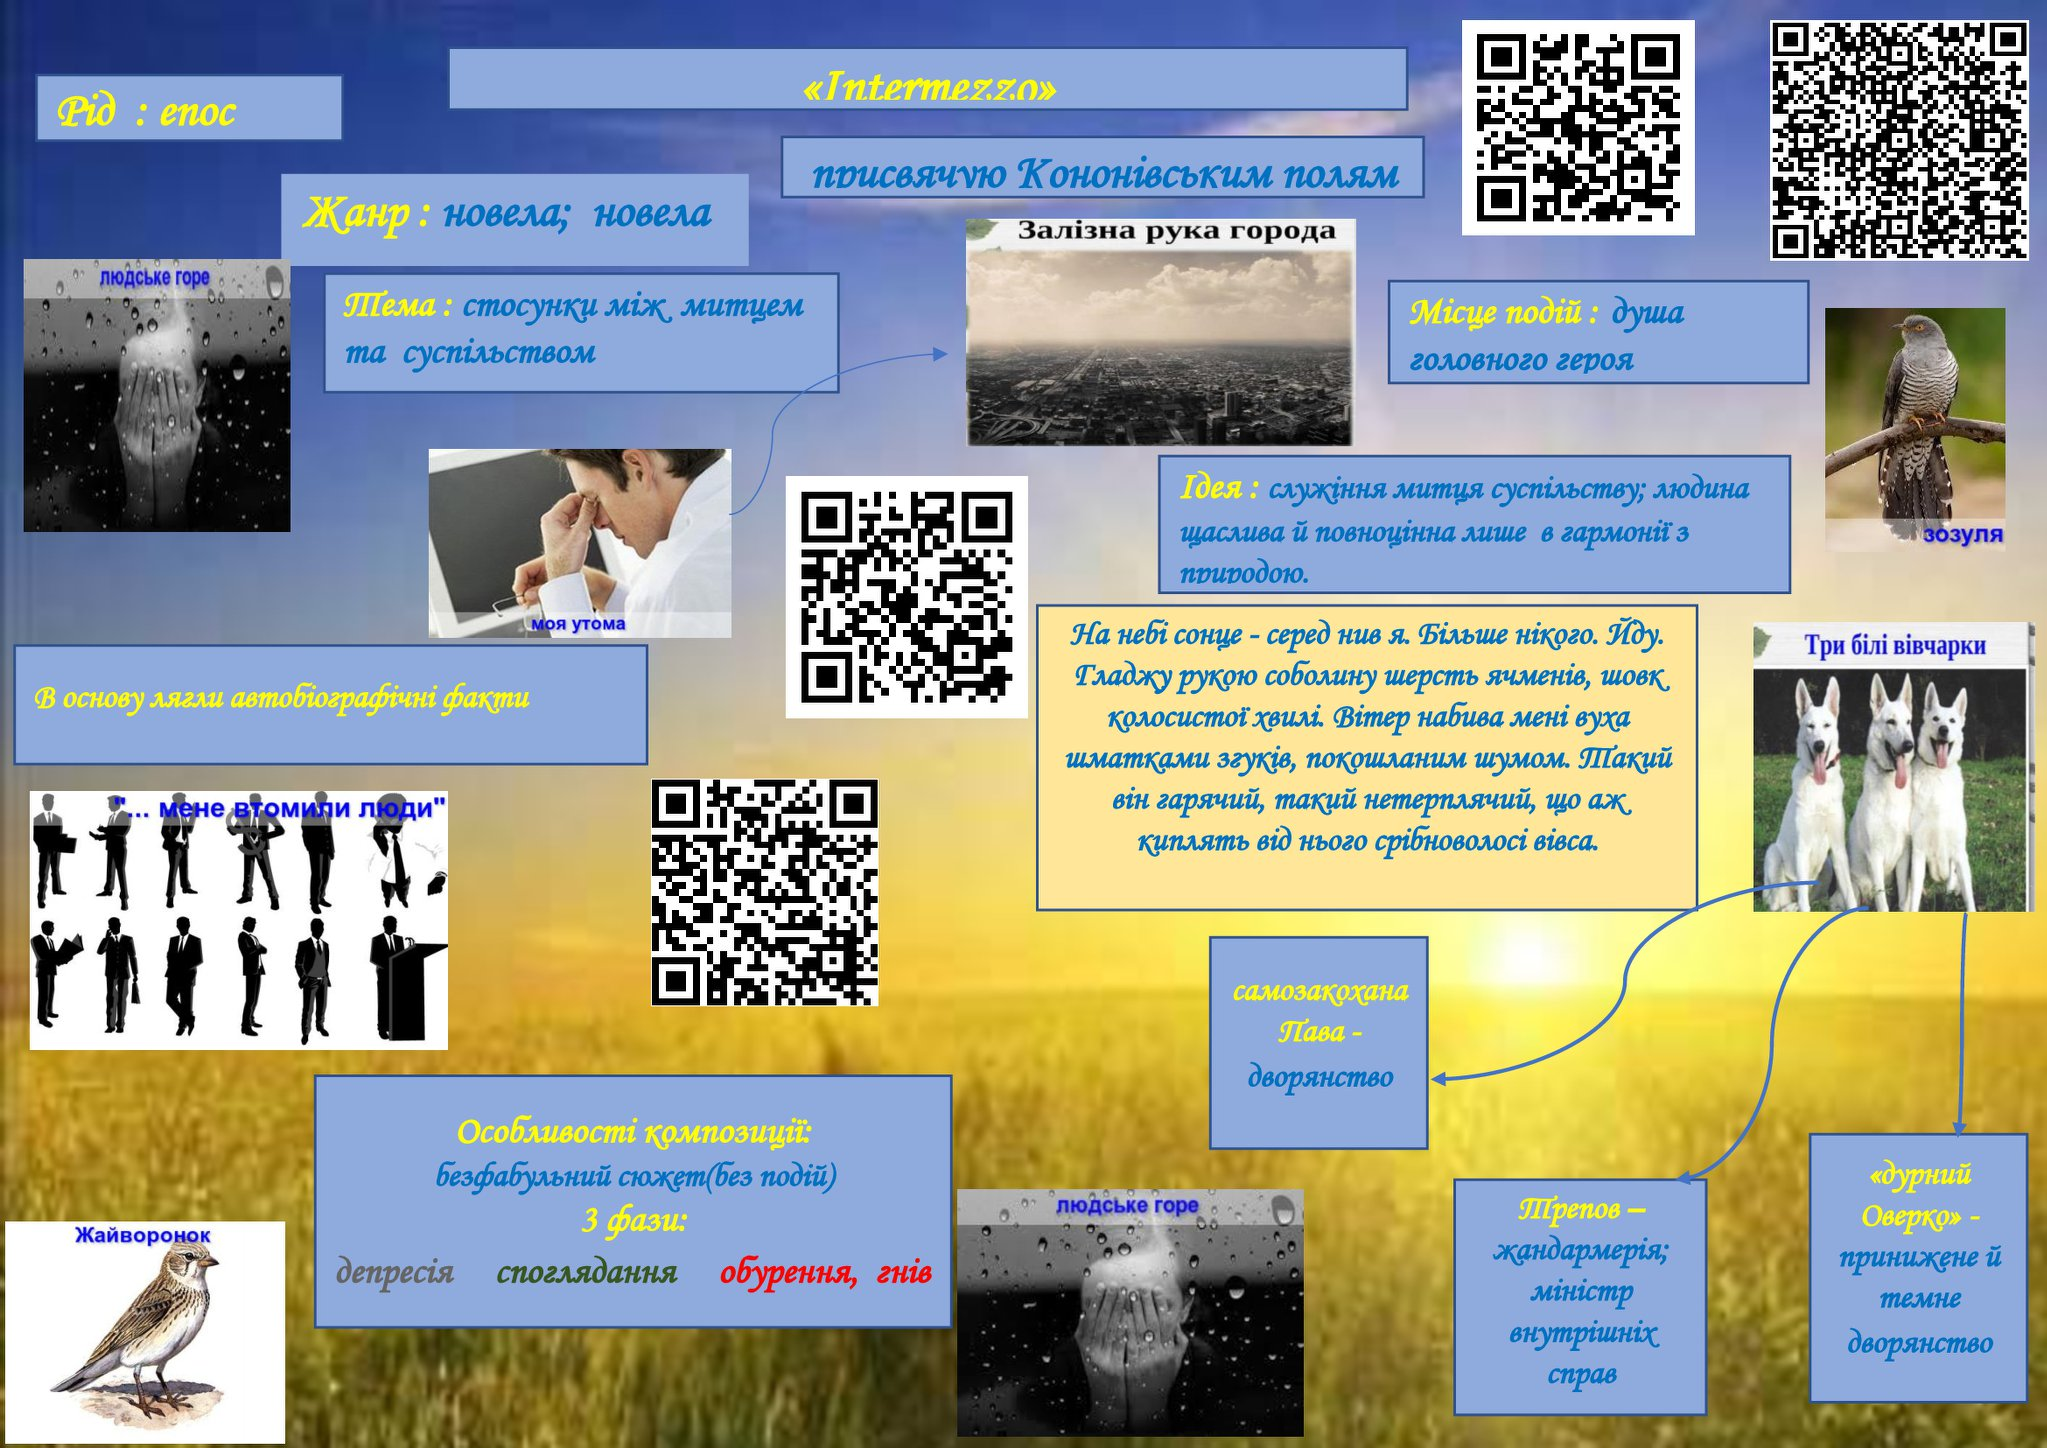 «Intermezzo»
Рід : епос
присвячую Кононівським полям
Жанр : новела; новела
Залізна рука города
людське горе
Тема : стосунки між митцем
та суспільством
Місце подій : душа
головного героя
зозуля
моя утома
Ідея : служіння митця суспільству; людина
щаслива й повноцінна лише в гармонії з
природою.
На небі сонце - серед нив я. Більше нікого. Йду.
Гладжу рукою соболину шерсть ячменів, шовк
колосистої хвилі. Вітер набива мені вуха
шматками згуків, покошланим шумом. Такий
він гарячий, такий нетерплячий, що аж
киплять від нього срібноволосі вівса.
Три білі вівчарки
В основу лягли автобіографічні факти
"... мене втомили люди"
самозакохана
Пава -
дворянство
Особливості композиції:
безфабульний сюжет(без подій)
3 фази:
депресія споглядання обурення, гнів
Трепов –
жандармерія;
міністр
внутрішніх
справ
«дурний
Оверко» -
принижене й
темне
дворянство
Жайворонок
людське горе